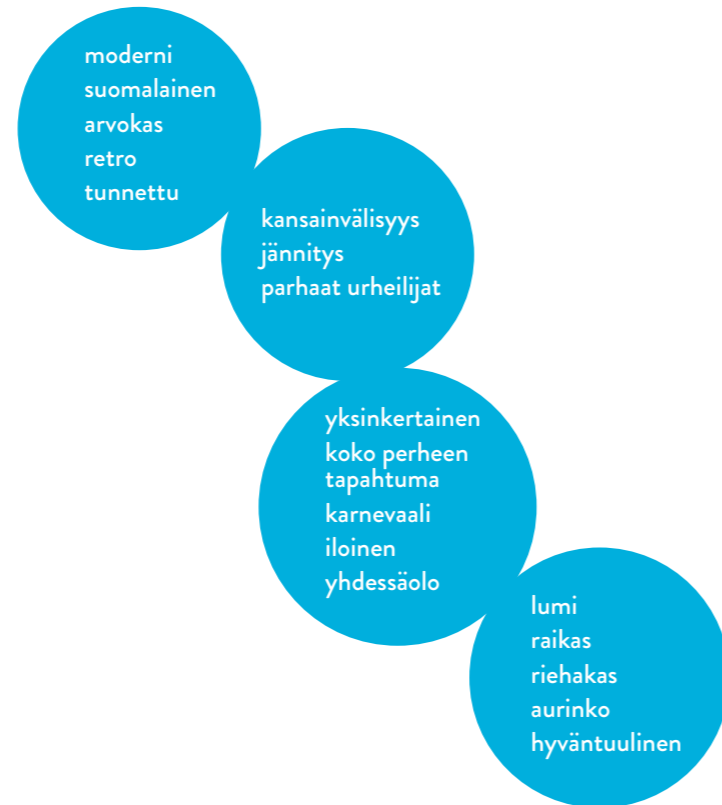 moderni
suomalainen
arvokas
retro
tunnettu
kansainvälisyys
jännitys
parhaat urheilijat
yksinkertainen
koko perheen
tapahtuma
karnevaali
iloinen
yhdessäolo
lumi
raikas
riehakas
aurinko
hyväntuulinen